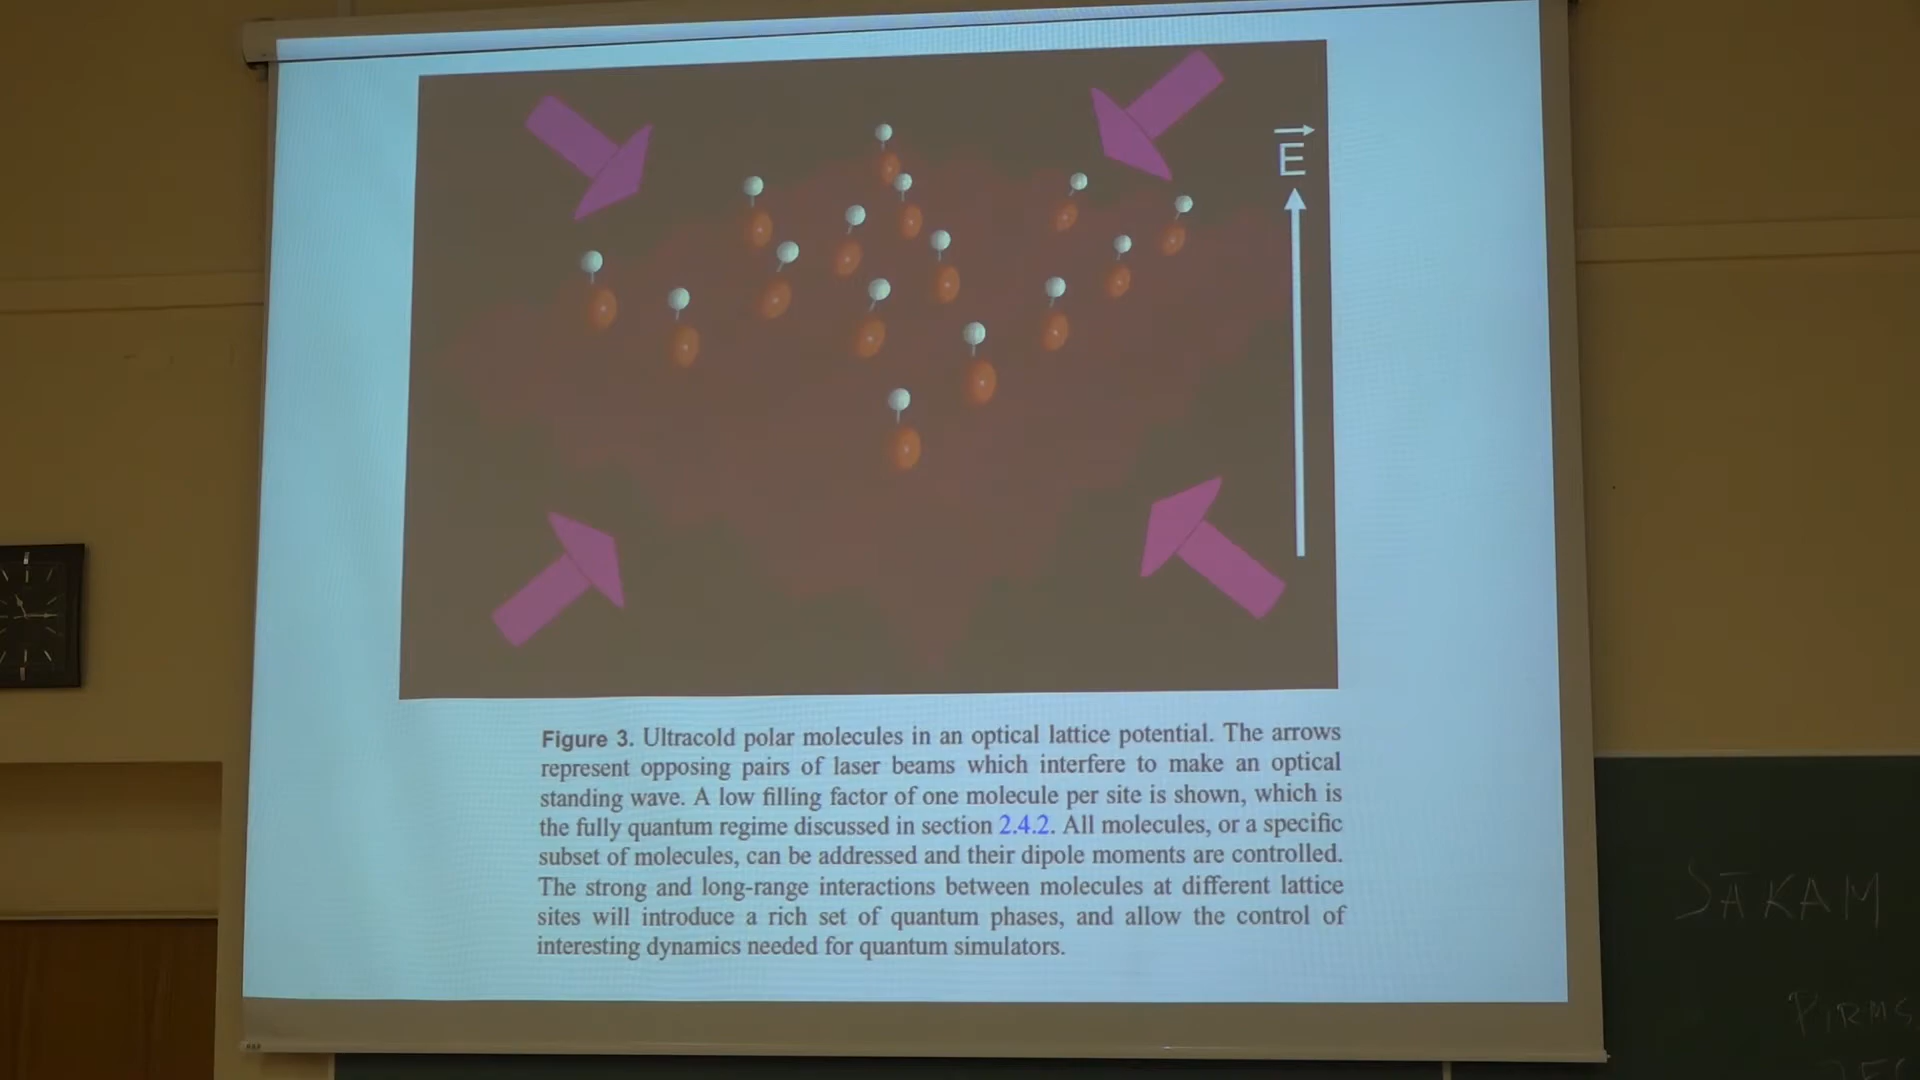 E
Figure 3. Ultracold polar molecules in an optical lattice potential. The arrows
represent opposing pairs of laser beams which interfere to make an optical
standing wave. A low filling factor of one molecule per site is shown, which is
the fully quantum regime discussed in section 2.4.2. All molecules, or a specific
subset of molecules, can be addressed and their dipole moments are controlled.
The strong and long-range interactions between molecules at different lattice
sites will introduce a rich set of quantum phases, and allow the control of
interesting dynamics needed for quantum simulators.
SĀKAM
PIRMS